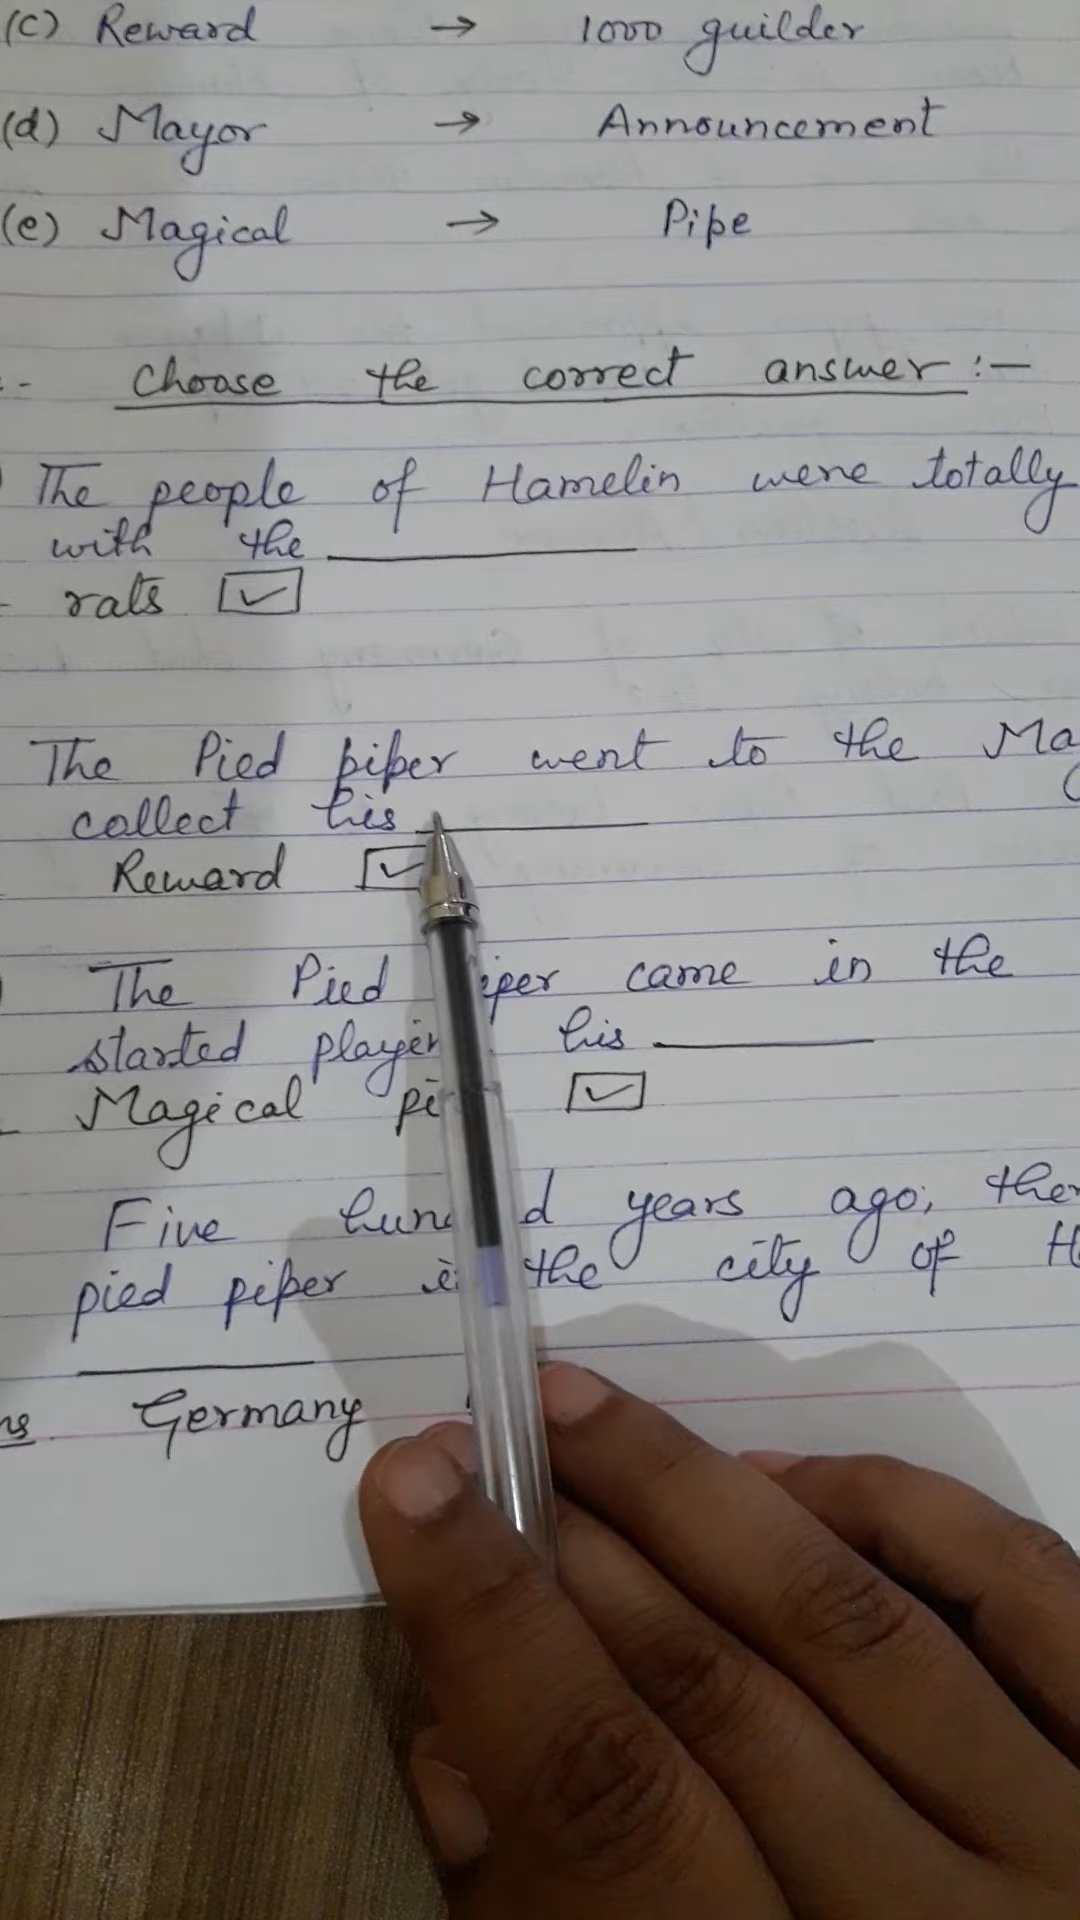 (c) Reward → 1000 guilder
(d) Mayor → Announcement
(e) Magical → Pipe
Choose the correct answer :-
The people of Hamelin were totally
with the
rats
The Pied piper went to the
collect his
Reward
The Pied came in the
started his
Magical
Five years ago, 
pied piper the city of
Germany